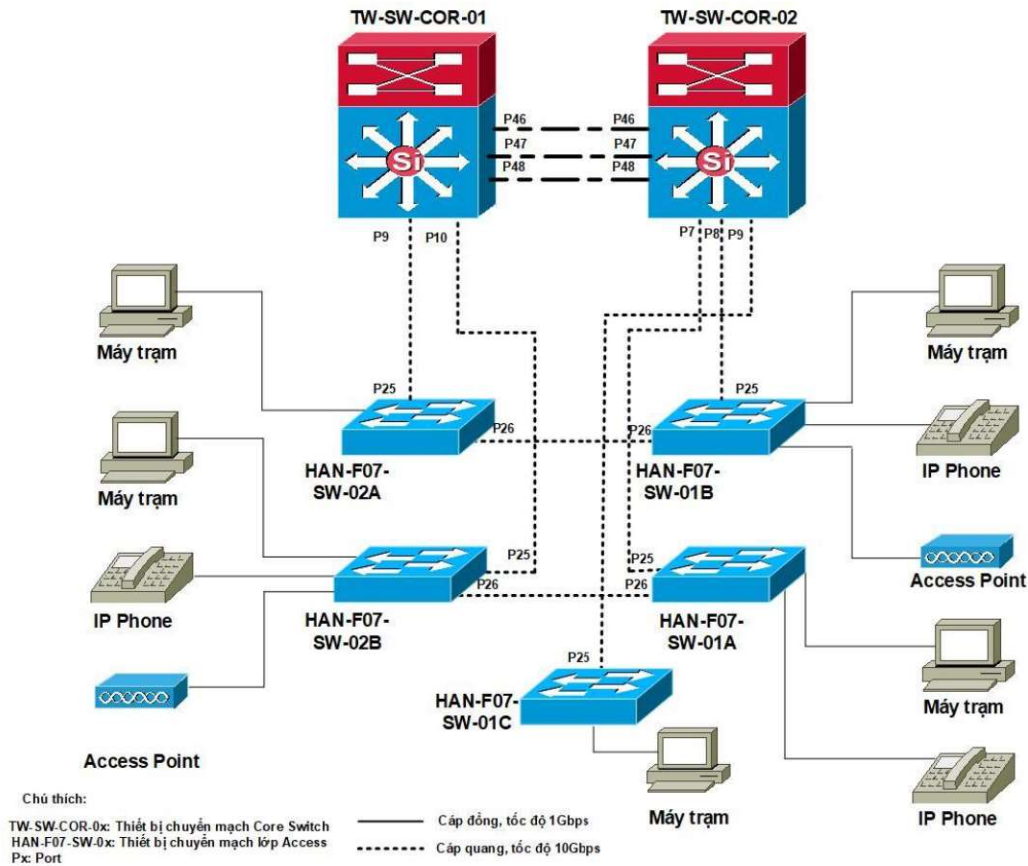 TW-SW-COR-01
TW-SW-COR-02
P46
P46
Si
P47
P47
Si
P48
P48
P9
P10
P7
P8
P9
Máy trạm
Máy trạm
P25
P25
P26
P26
HAN-F07-
SW-02A
HAN-F07-
SW-01B
IP Phone
Máy trạm
P25
P26
P25
P26
Access Point
IP Phone
HAN-F07-
SW-02B
HAN-F07-
SW-01A
P25
Máy trạm
HAN-F07-
SW-01C
Access Point
Máy trạm
IP Phone
Chú thích:
TW-SW-COR-0x: Thiết bị chuyển mạch Core Switch
HAN-F07-SW-0x: Thiết bị chuyển mạch lớp Access
Px: Port
Cáp đồng, tốc độ 1Gbps
Cáp quang, tốc độ 10Gbps